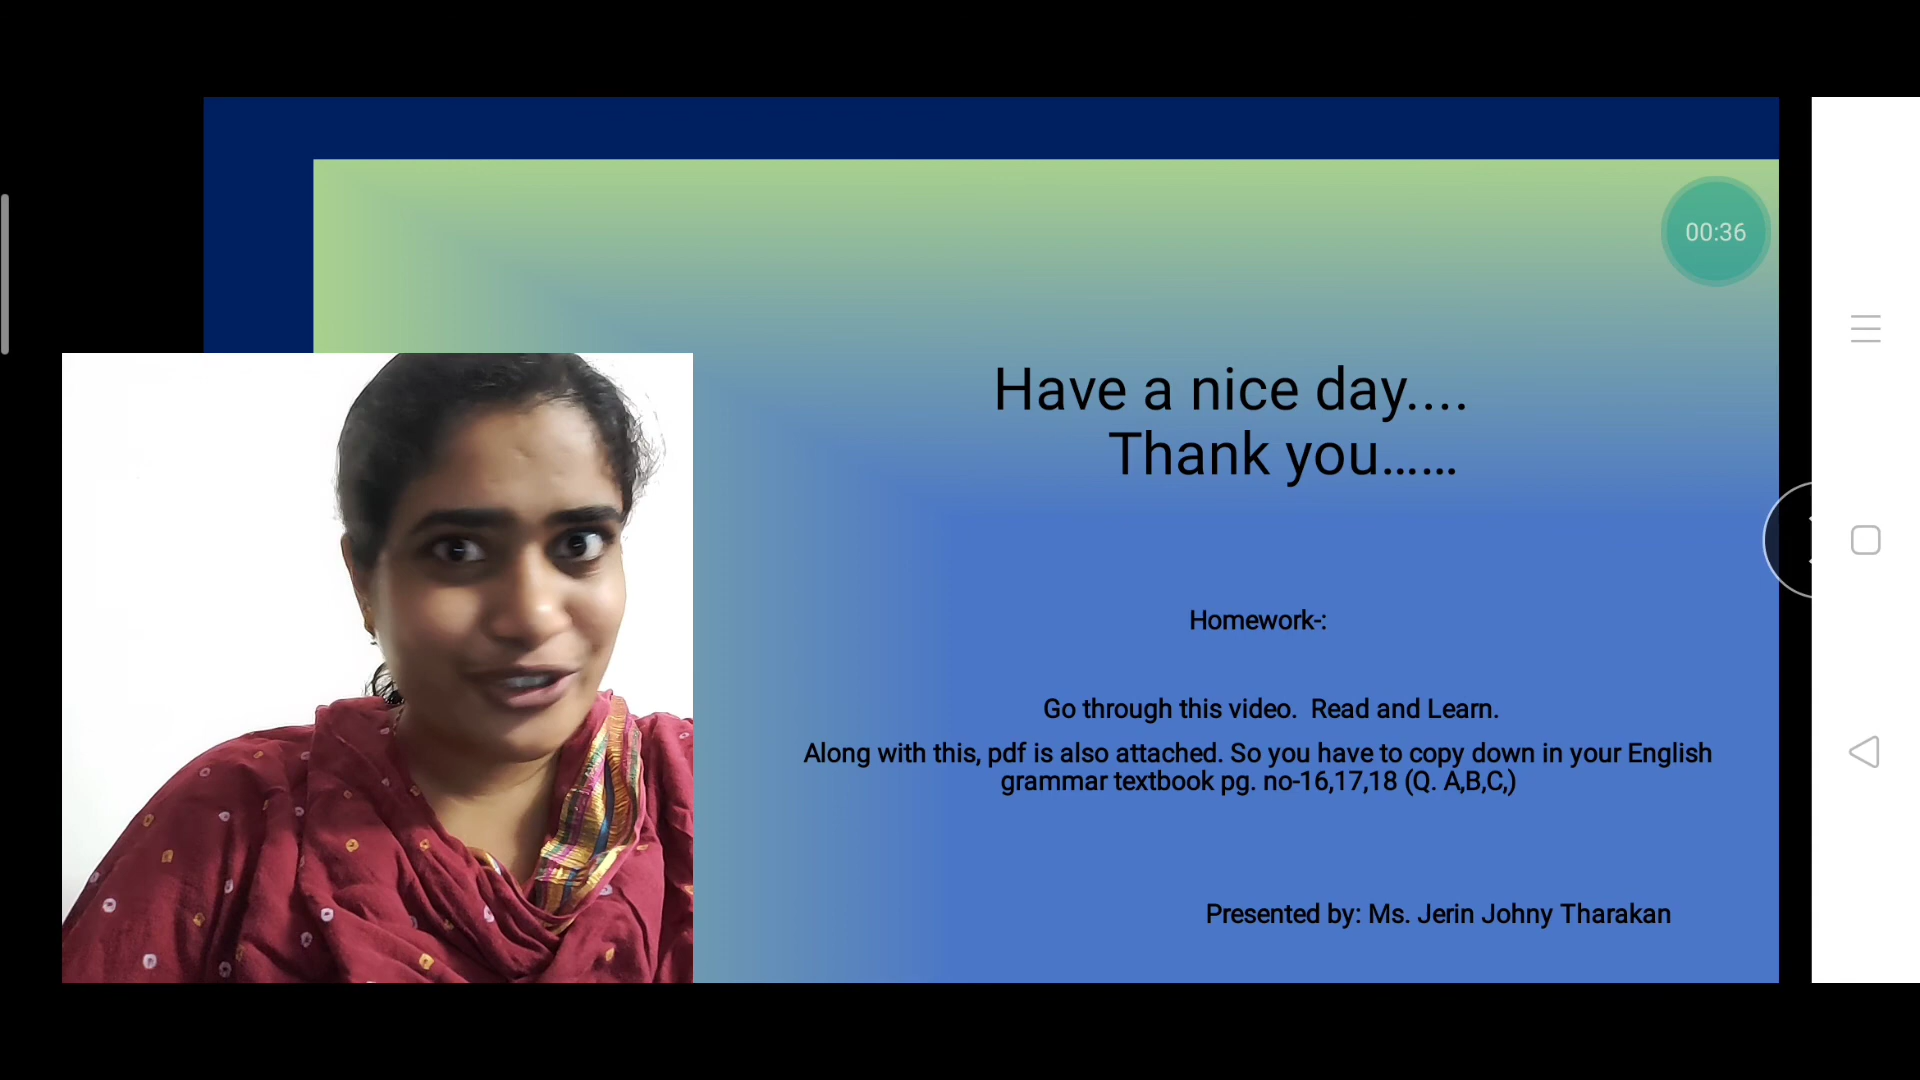 00:36
Have a nice day....
Thank you......
Homework-:
Go through this video.  Read and Learn.
Along with this, pdf is also attached. So you have to copy down in your English
grammar textbook pg. no-16,17,18 (Q. A,B,C,)
Presented by: Ms. Jerin Johny Tharakan